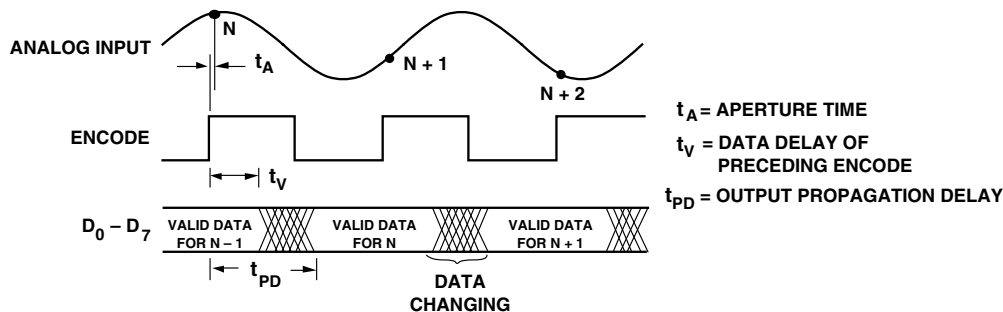 ANALOG INPUT
N
t_A
N + 1
N + 2
ENCODE
t_V
D_0 – D_7
VALID DATA
FOR N – 1
VALID DATA
FOR N
VALID DATA
FOR N + 1
t_PD
DATA
CHANGING
t_A = APERTURE TIME
t_V = DATA DELAY OF
PRECEDING ENCODE
t_PD = OUTPUT PROPAGATION DELAY